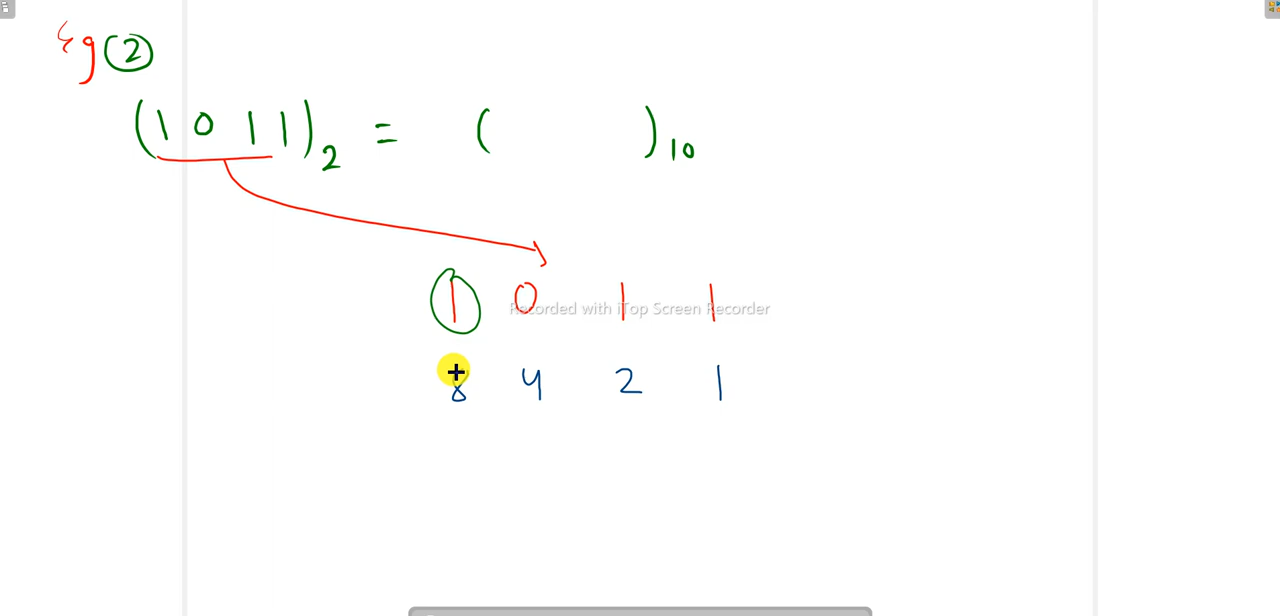 Eg (2)
(1 0 1 1)2 = ( )10
1 0 1 1
Recorded with iTop Screen Recorder
8 4 2 1